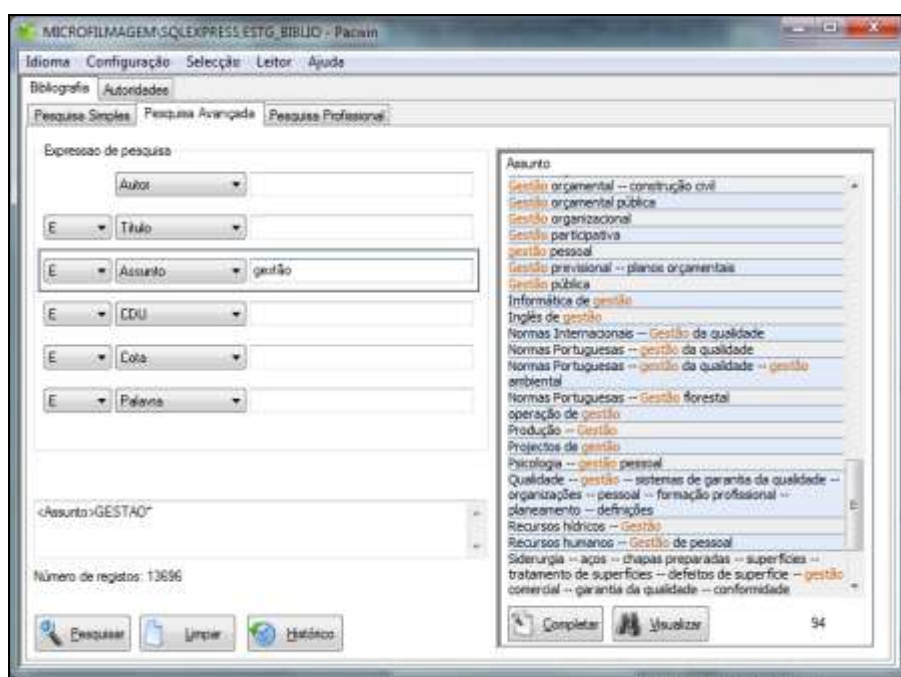 MICROFILMAGEM\SQLEXPRESS.ESTG_BIBLIO - Pacwin
Idioma Configuração Selecção Leitor Ajuda
Bibliografia Autoridades
Pesquisa Simples Pesquisa Avançada Pesquisa Profissional
Expressao de pesquisa
Autor
E Título
E Assunto gestão
E CDU
E Cota
E Palavra
<Assunto>GESTAO*
Número de registos: 13696
Pesquisar Limpar Histórico
Assunto
Gestão orçamental -- construção civil
Gestão orçamental pública
Gestão organizacional
Gestão participativa
gestão pessoal
Gestão previsional -- planos orçamentais
Gestão pública
Informática de gestão
Inglês de gestão
Normas Internacionais -- Gestão da qualidade
Normas Portuguesas -- gestão da qualidade
Normas Portuguesas -- gestão da qualidade -- gestão
ambiental
Normas Portuguesas -- Gestão florestal
operação de gestão
Produção -- Gestão
Projectos de gestão
Psicologia -- gestão pessoal
Qualidade -- gestão -- sistemas de garantia da qualidade --
organizações -- pessoal -- formação profissional --
planeamento -- definições
Recursos hídricos -- Gestão
Recursos humanos -- Gestão de pessoal
Siderurgia -- aços -- chapas preparadas -- superfícies --
tratamento de superfícies -- defeitos de superfície -- gestão
comercial -- garantia da qualidade -- conformidade
Completar Visualizar 94